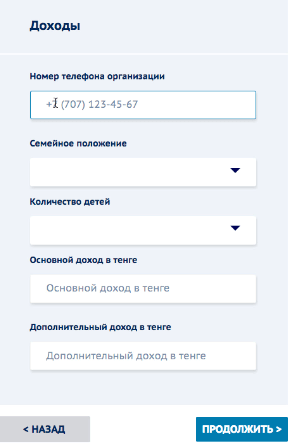 Доходы
Номер телефона организации
+7 (707) 123-45-67
Семейное положение
Количество детей
Основной доход в тенге
Основной доход в тенге
Дополнительный доход в тенге
Дополнительный доход в тенге
< НАЗАД
ПРОДОЛЖИТЬ >